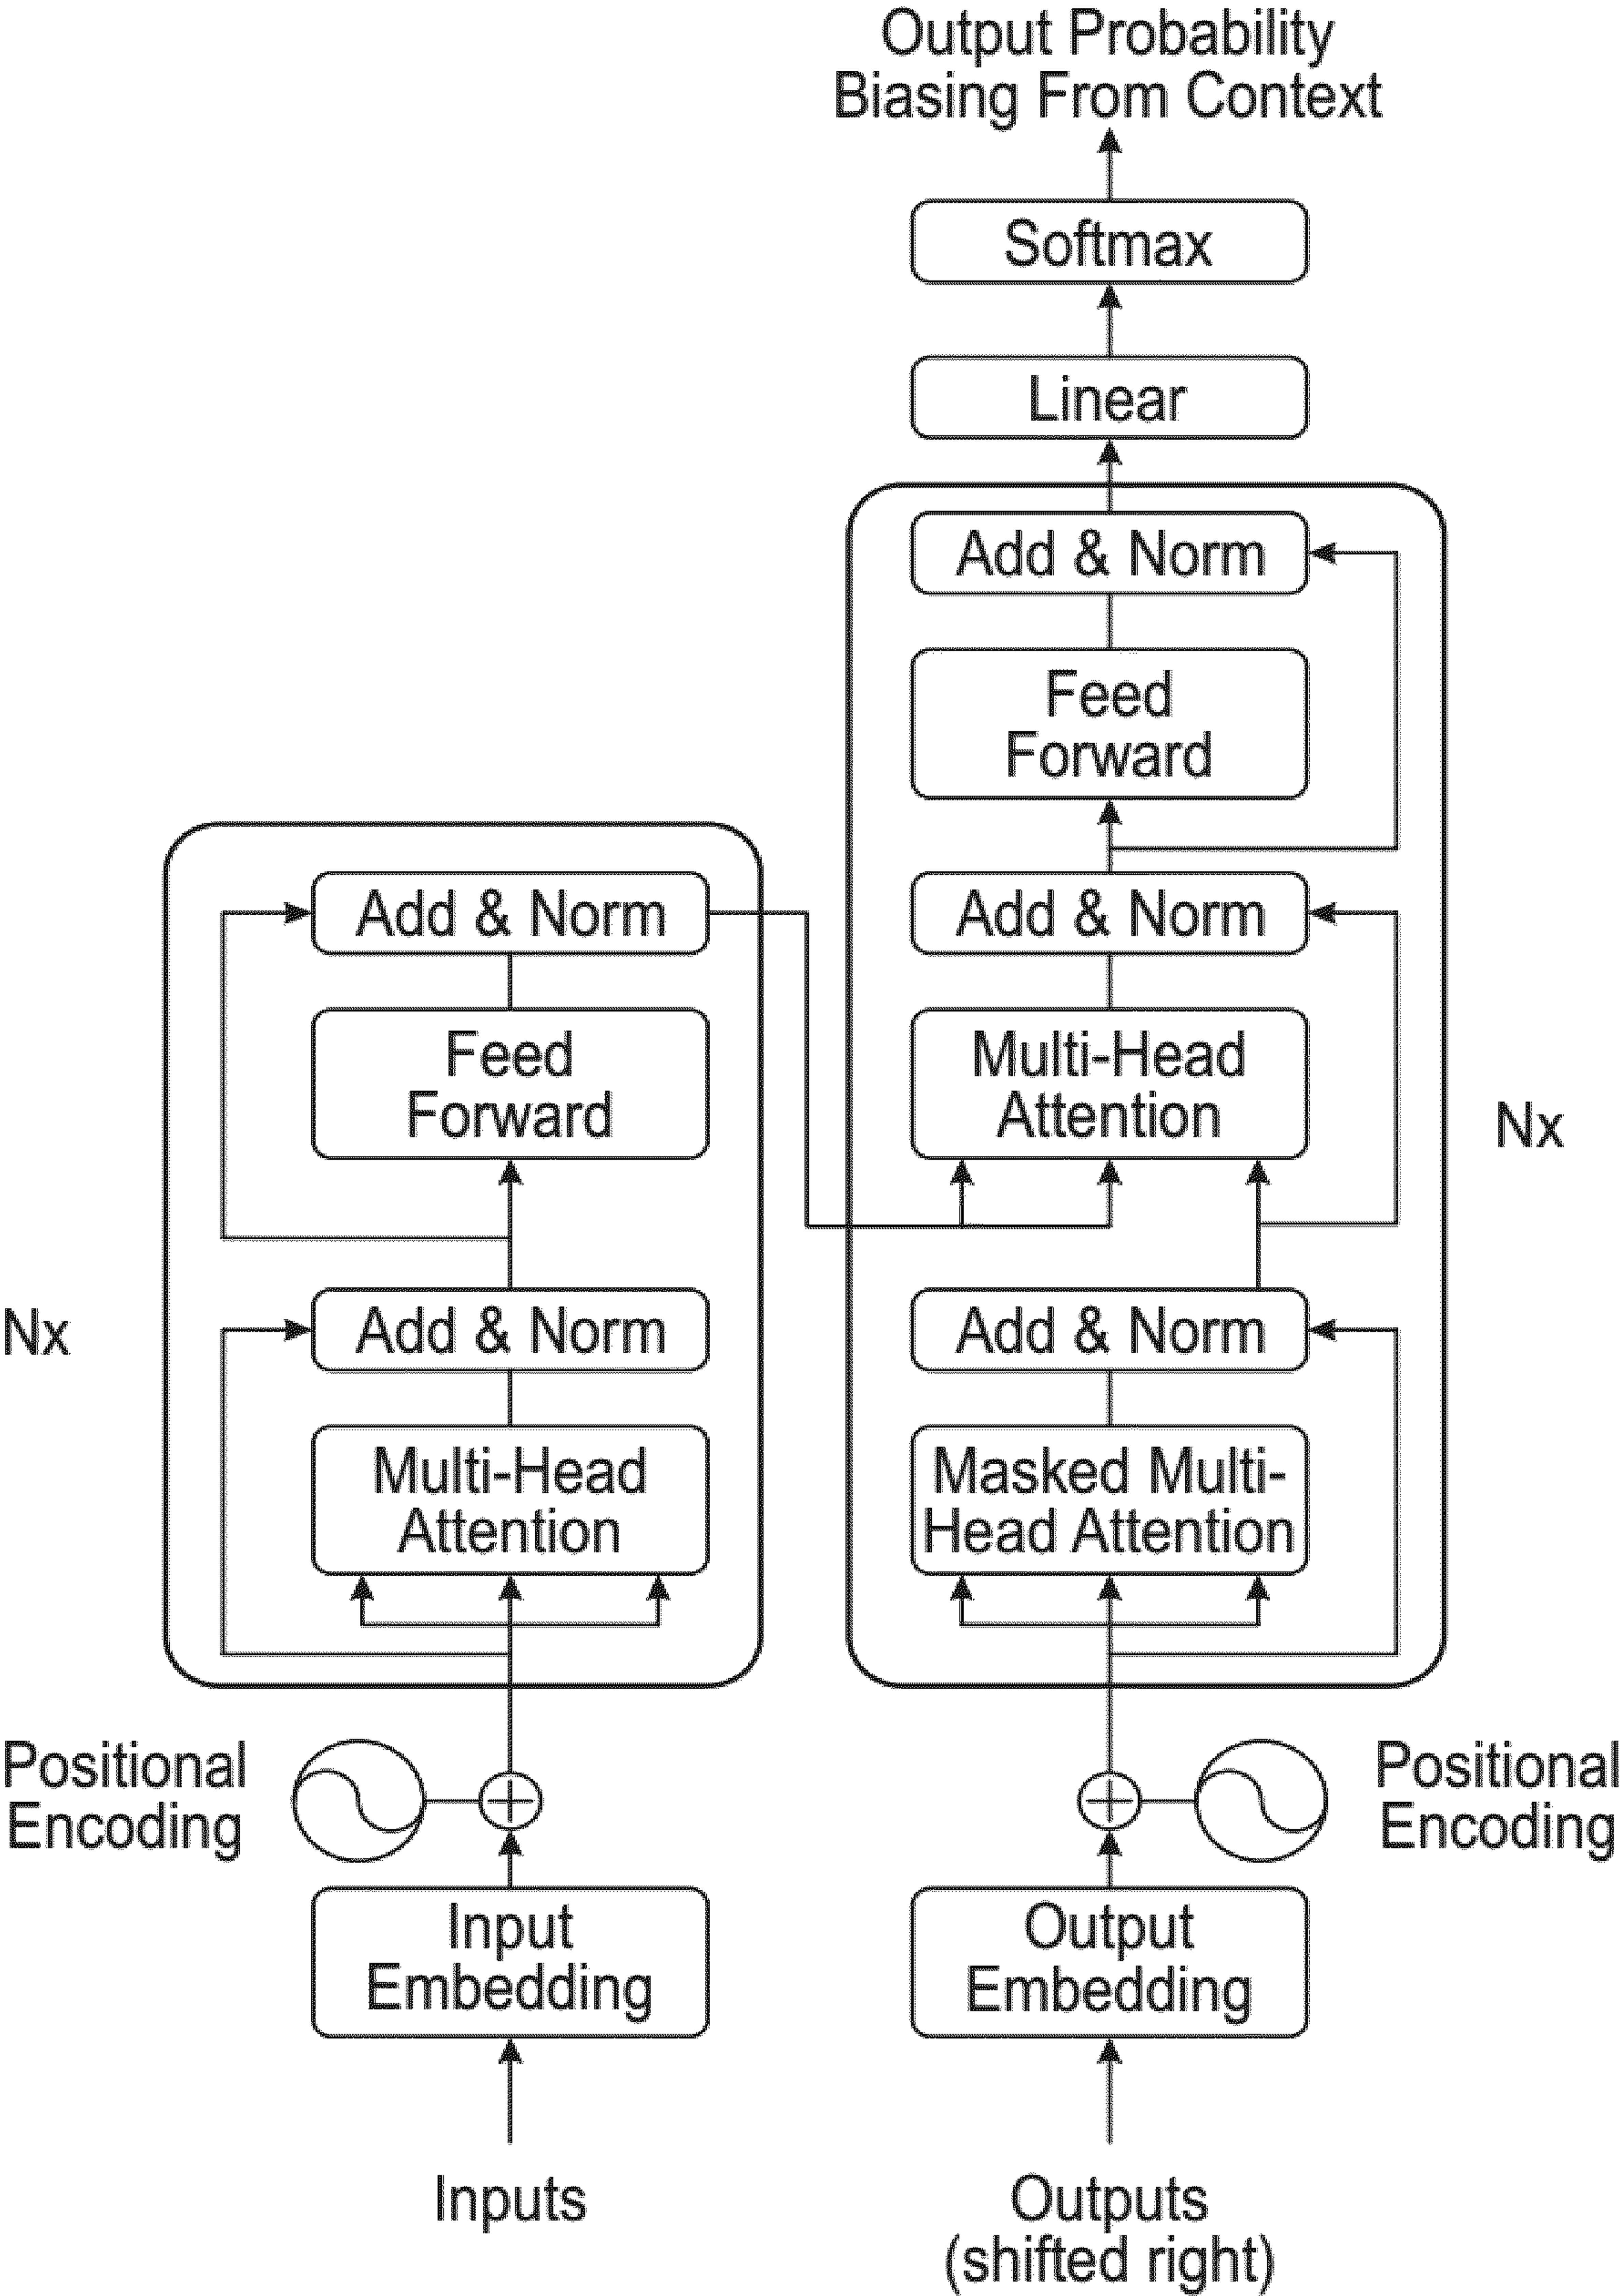 Output Probability
Biasing From Context
Softmax
Linear
Add & Norm
Feed
Forward
Add & Norm
Multi-Head
Attention
Nx
Add & Norm
Masked Multi-
Head Attention
Positional
Encoding
Output
Embedding
Outputs
(shifted right)
Add & Norm
Feed
Forward
Nx
Add & Norm
Multi-Head
Attention
Positional
Encoding
Input
Embedding
Inputs